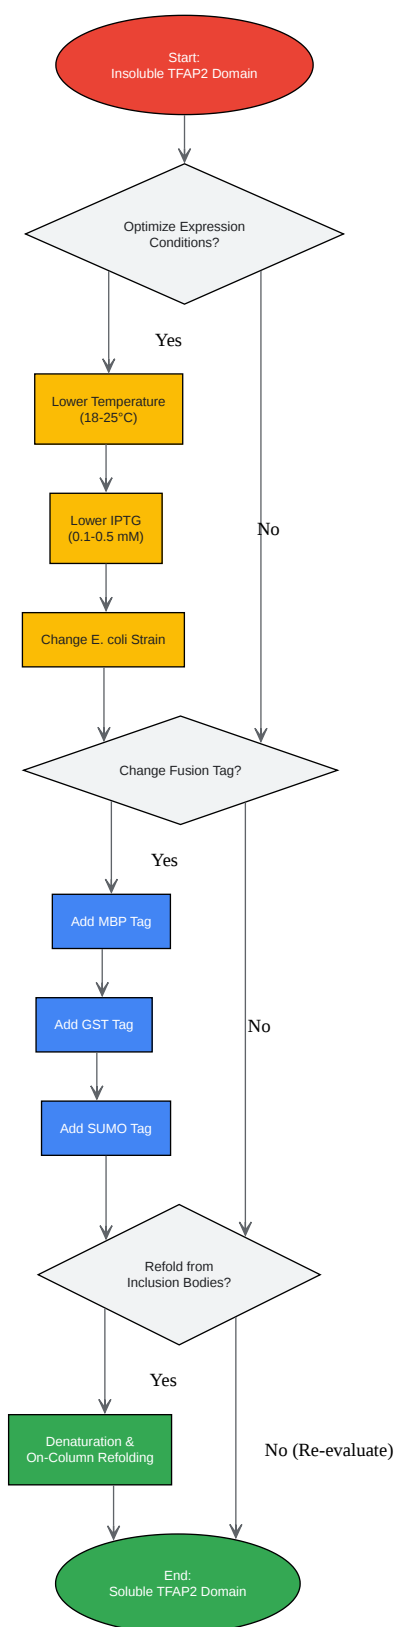 Start:
Insoluble TFAP2 Domain
Optimize Expression
Conditions?
Yes
Lower Temperature
(18-25°C)
Lower IPTG
(0.1-0.5 mM)
No
Change E. coli Strain
Change Fusion Tag?
Yes
Add MBP Tag
Add GST Tag
No
Add SUMO Tag
Refold from
Inclusion Bodies?
Yes
Denaturation &
On-Column Refolding
No (Re-evaluate)
End:
Soluble TFAP2 Domain